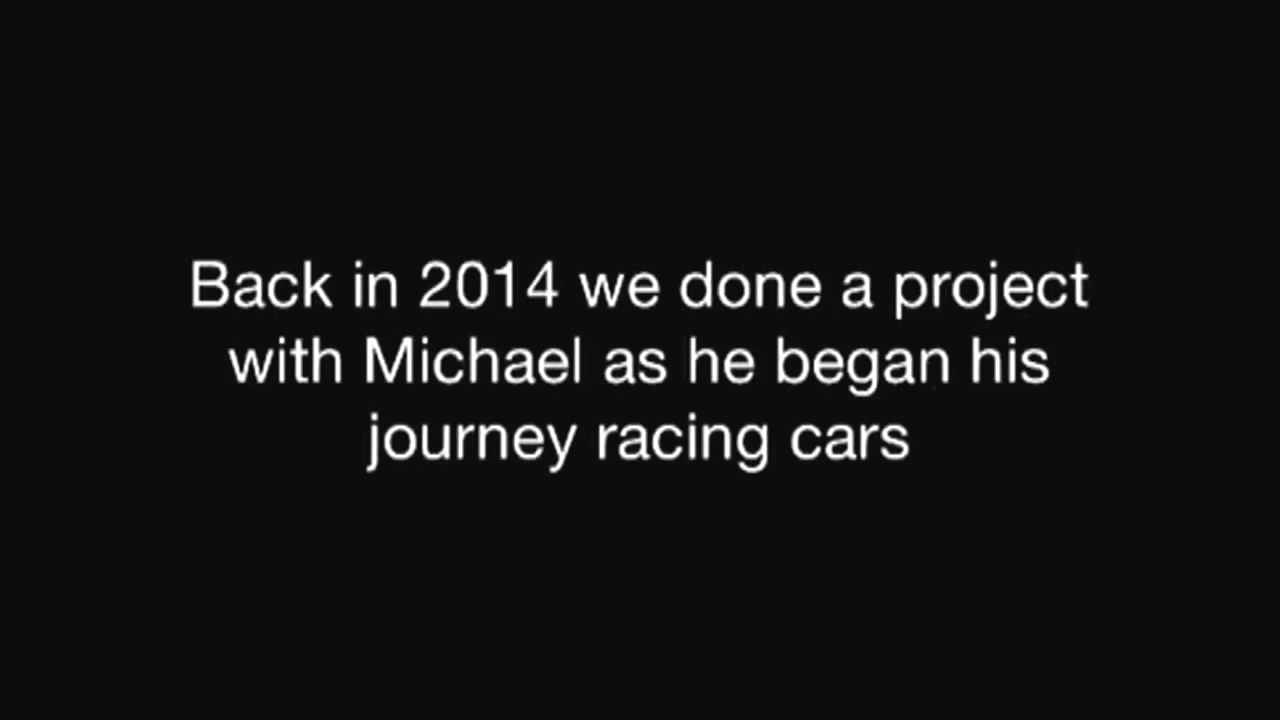 Back in 2014 we done a project
with Michael as he began his
journey racing cars